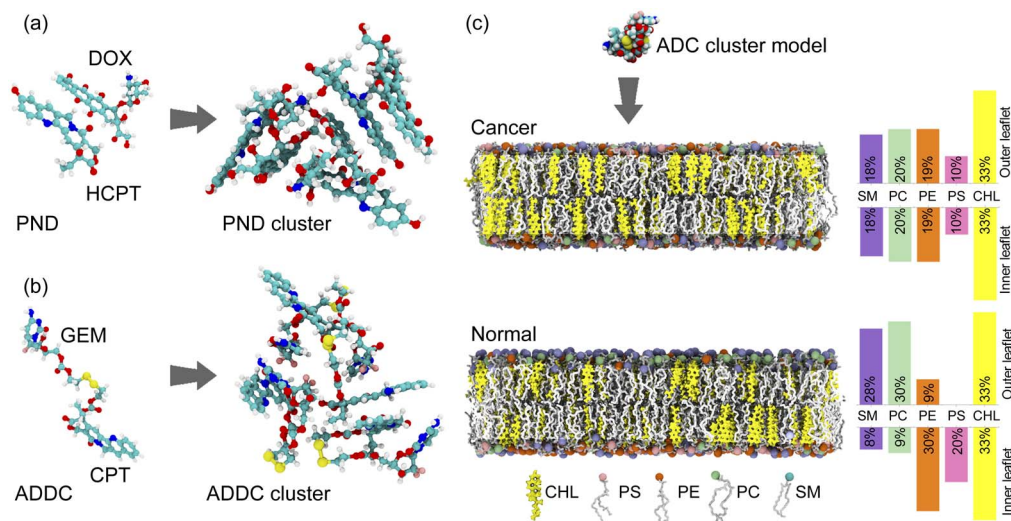 (a)
DOX
HCPT
PND
PND cluster
(b)
GEM
CPT
ADDC
ADDC cluster
(c)
ADC cluster model
Cancer
18%
20%
19%
10%
33%
Outer leaflet
SM PC PE PS CHL
18%
20%
19%
10%
33%
Inner leaflet
Normal
28%
30%
9%
33%
Outer leaflet
SM PC PE PS CHL
8%
9%
30%
20%
33%
Inner leaflet
CHL PS PE PC SM